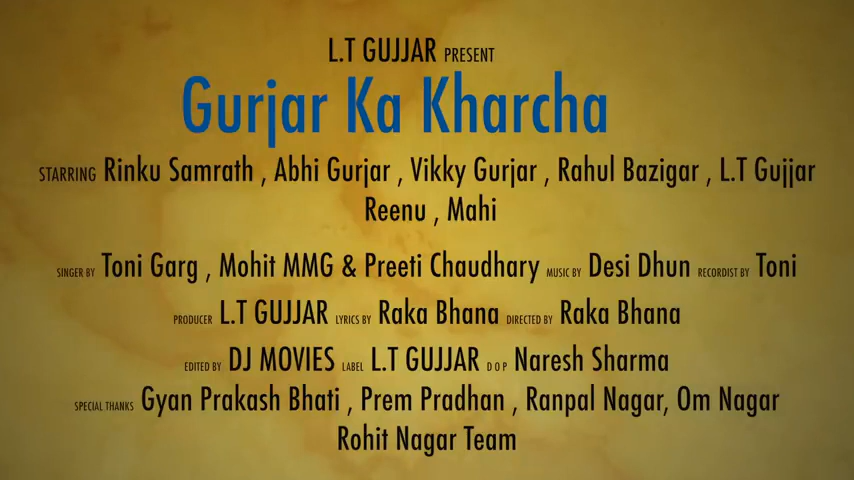 L.T GUJJAR PRESENT
Gurjar Ka Kharcha
STARRING Rinku Samrath , Abhi Gurjar , Vikky Gurjar , Rahul Bazigar , L.T Gujjar
Reenu , Mahi
SINGER BY Toni Garg , Mohit MMG & Preeti Chaudhary MUSIC BY Desi Dhun RECORDIST BY Toni
PRODUCER L.T GUJJAR LYRICS BY Raka Bhana DIRECTED BY Raka Bhana
EDITED BY DJ MOVIES LABEL L.T GUJJAR D O P Naresh Sharma
SPECIAL THANKS Gyan Prakash Bhati , Prem Pradhan , Ranpal Nagar, Om Nagar
Rohit Nagar Team